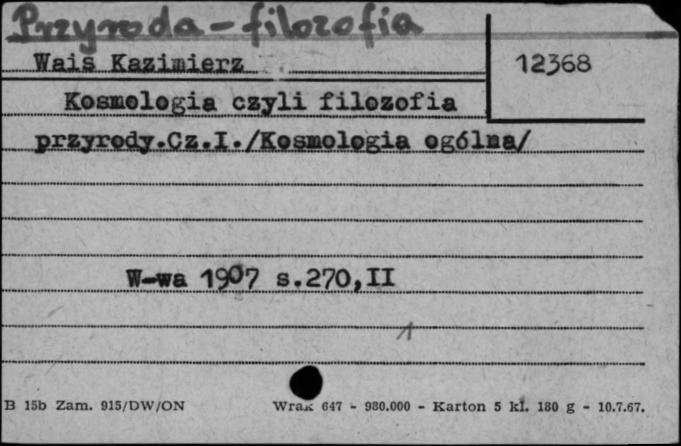 Przyroda - filozofia
Wais Kazimierz
12368
Kosmologia czyli filozofia
przyrody.Cz.I./Kosmologia ogólna/
W-wa 1907 s.270,II
1
B 15b Zam. 915/DW/ON
Wrak 647 - 980.000 - Karton 5 kl. 180 g - 10.7.67.